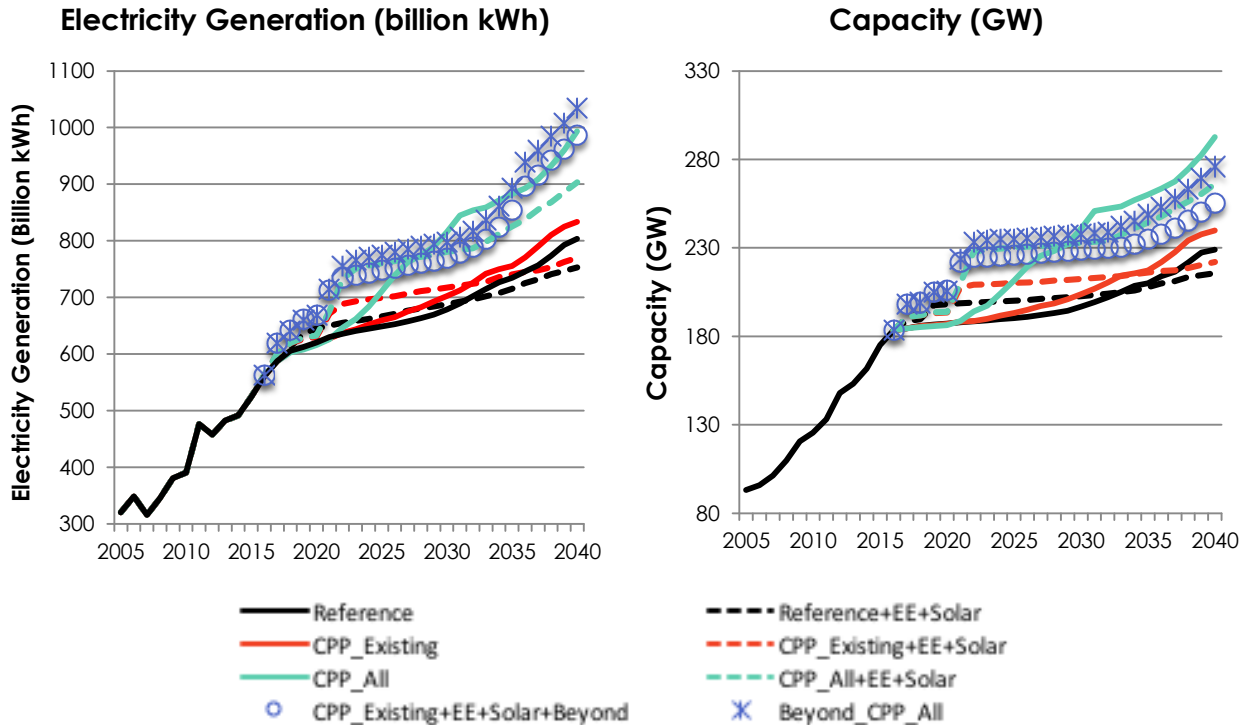 Electricity Generation (billion kWh)
Capacity (GW)
Electricity Generation (Billion kWh)
1100
1000
900
800
700
600
500
400
300
2005 2010 2015 2020 2025 2030 2035 2040
Capacity (GW)
330
280
230
180
130
80
2005 2010 2015 2020 2025 2030 2035 2040
Reference
Reference+EE+Solar
CPP_Existing
CPP_Existing+EE+Solar
CPP_All
CPP_All+EE+Solar
CPP_Existing+EE+Solar+Beyond
Beyond_CPP_All